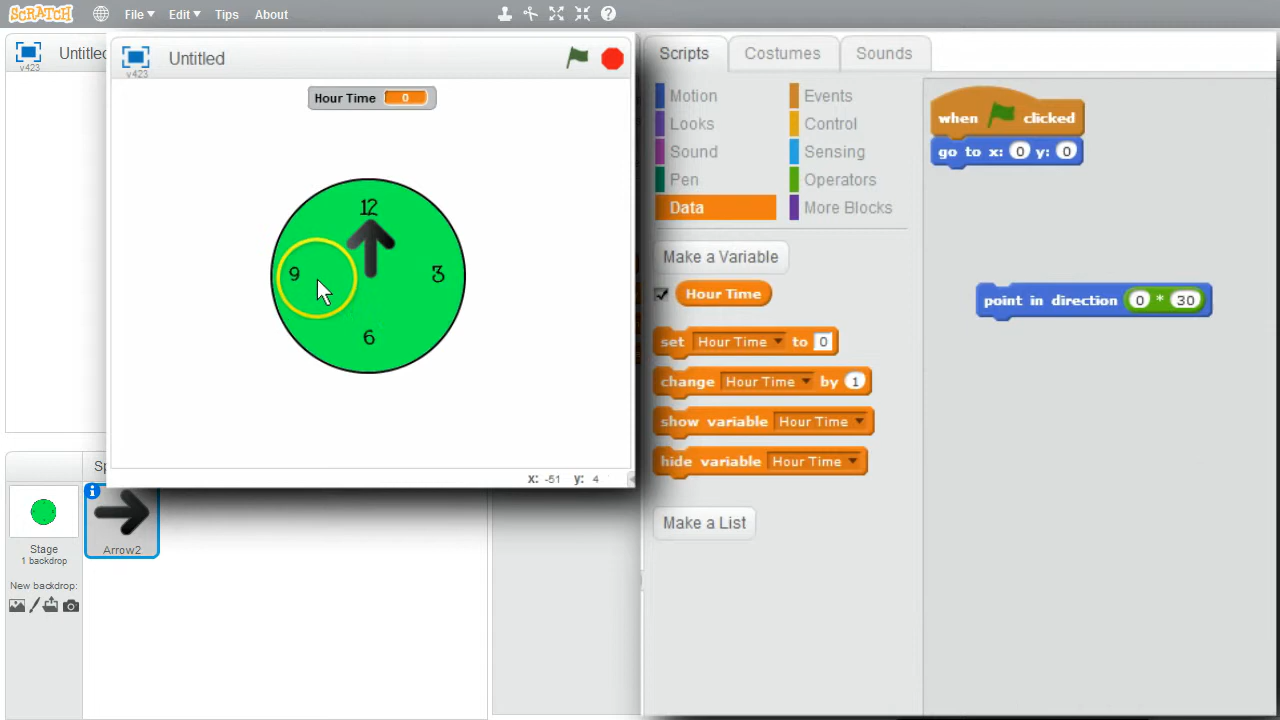 SCRATCH File Edit Tips About
v423 Untitled
v423 Untitled
Hour Time 0
12
9 3
6
x: -51 y: 4
Sp
Stage
1 backdrop
New backdrop:
Arrow2
Scripts Costumes Sounds
Motion Events
Looks Control
Sound Sensing
Pen Operators
Data More Blocks
Make a Variable
Hour Time
set Hour Time to 0
change Hour Time by 1
show variable Hour Time
hide variable Hour Time
Make a List
when clicked
go to x: 0 y: 0
point in direction 0 * 30